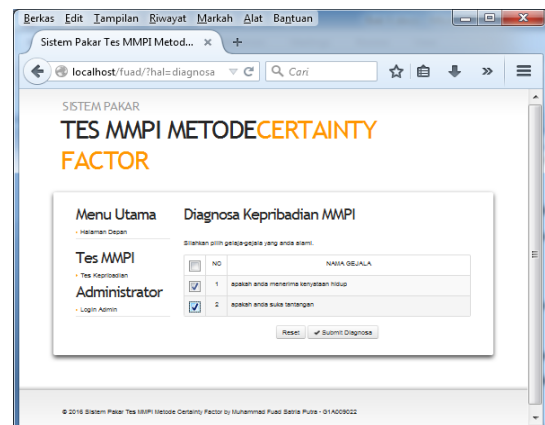 Berkas Edit Tampilan Riwayat Markah Alat Bantuan
Sistem Pakar Tes MMPI Metod... × +
localhost/fuad/?hal=diagnosa Cari
SISTEM PAKAR
TES MMPI METODECERTAINTY
FACTOR
Menu Utama
Halaman Depan
Tes MMPI
Tes Kepribadian
Administrator
Login Admin
Diagnosa Kepribadian MMPI
Silahkan pilih gejala-gejala yang anda alami.
NO NAMA GEJALA
1 apakah anda menerima kenyataan hidup
2 apakah anda suka tantangan
Reset Submit Diagnosa
© 2016 Sistem Pakar Tes MMPI Metode Certainty Factor by Muhammad Fuad Satria Putra - G1A009022